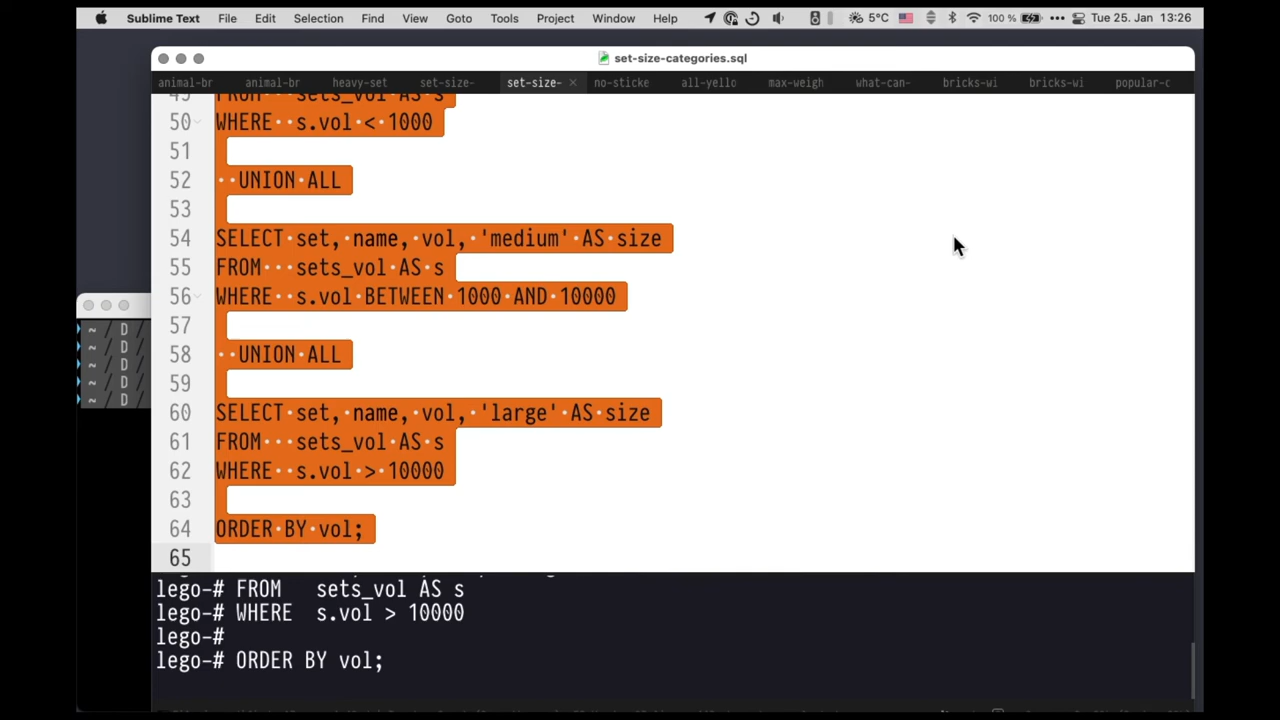 Sublime Text File Edit Selection Find View Goto Tools Project Window Help 5°C 100 % Tue 25. Jan 13:26
set-size-categories.sql
animal-br animal-br heavy-set set-size- set-size- × no-sticke all-yello max-weigh what-can- bricks-wi bricks-wi popular-c
49 FROM sets_vol AS s
50 WHERE s.vol < 1000
51
52 UNION ALL
53
54 SELECT set, name, vol, 'medium' AS size
55 FROM sets_vol AS s
56 WHERE s.vol BETWEEN 1000 AND 10000
57
58 UNION ALL
59
60 SELECT set, name, vol, 'large' AS size
61 FROM sets_vol AS s
62 WHERE s.vol > 10000
63
64 ORDER BY vol;
65
~ / D /
~ / D /
~ / D /
~ / D /
~ / D /
lego-# FROM sets_vol AS s
lego-# WHERE s.vol > 10000
lego-#
lego-# ORDER BY vol;